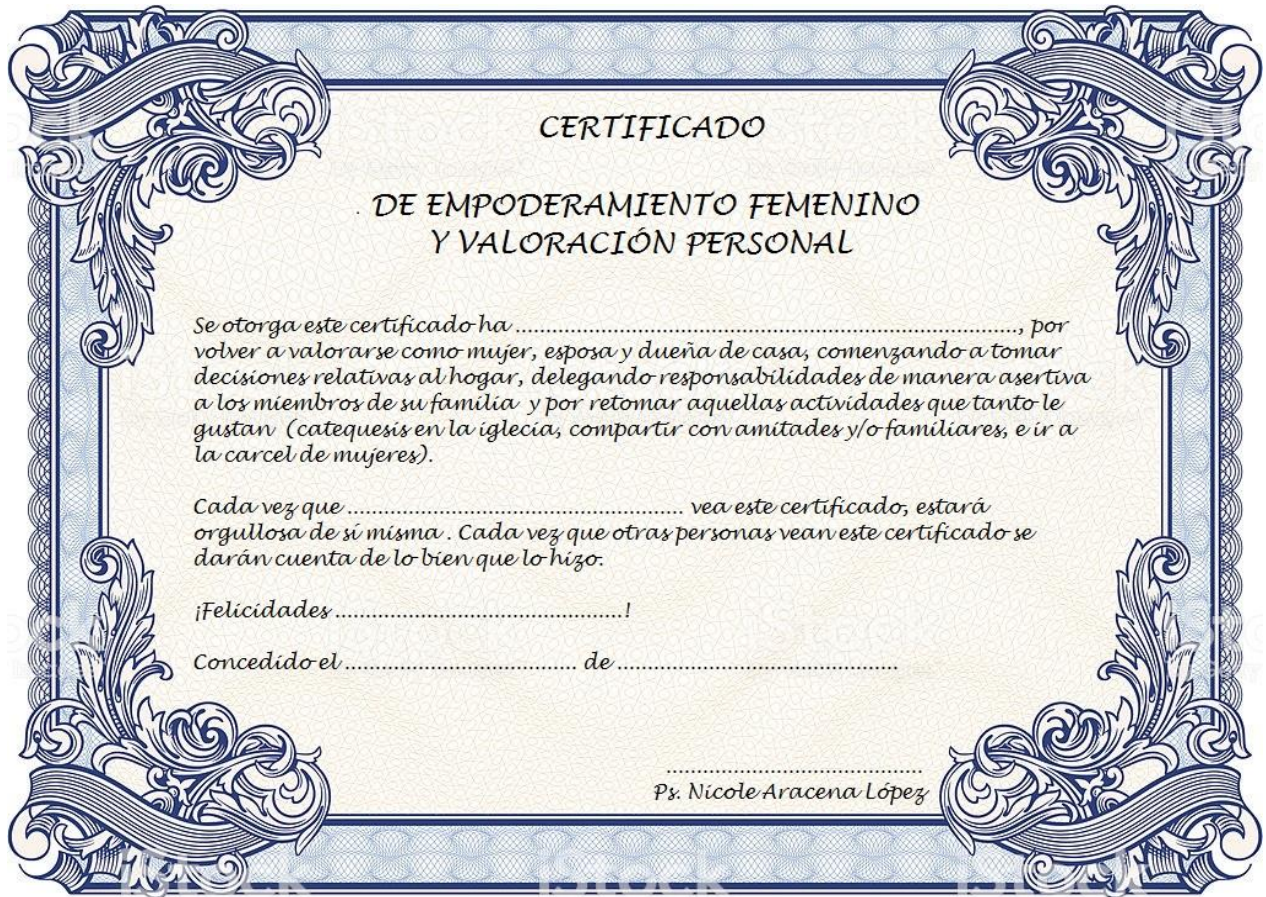 CERTIFICADO
. DE EMPODERAMIENTO FEMENINO
Y VALORACIÓN PERSONAL
Se otorga este certificado ha ...................................................................................., por
volver a valorarse como mujer, esposa y dueña de casa, comenzando a tomar
decisiones relativas al hogar, delegando responsabilidades de manera asertiva
a los miembros de su familia y por retomar aquellas actividades que tanto le
gustan (catequesis en la iglecia, compartir con amitades y/o familiares, e ir a
la carcel de mujeres).
Cada vez que ........................................................ vea este certificado, estará
orgullosa de sí misma . Cada vez que otras personas vean este certificado se
darán cuenta de lo bien que lo hizo.
¡Felicidades ................................................!
Concedido el ................................... de ...............................................
...........................................
Ps. Nicole Aracena López
iStock
iStock
iStock